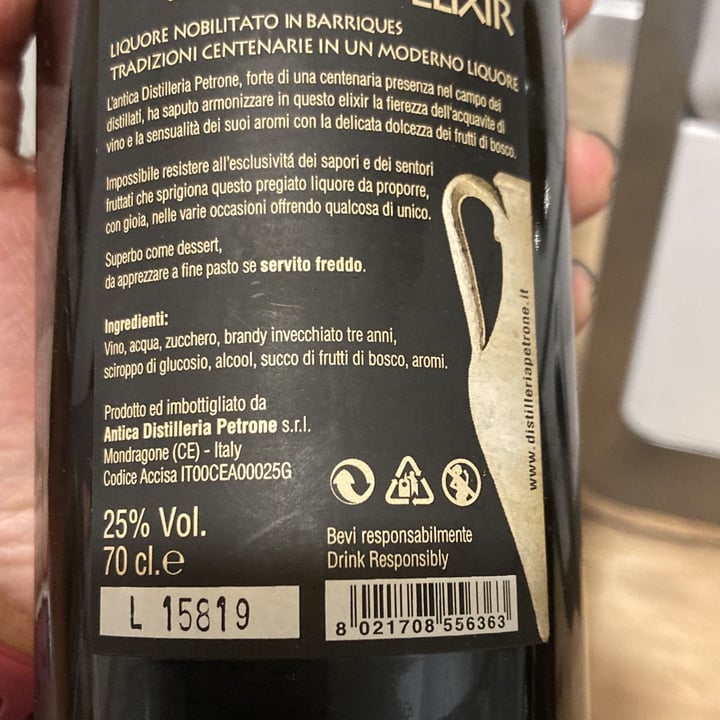 ELIXIR
LIQUORE NOBILITATO IN BARRIQUES
TRADIZIONI CENTENARIE IN UN MODERNO LIQUORE
L'antica Distilleria Petrone, forte di una centenaria presenza nel campo dei
distillati, ha saputo armonizzare in questo elixir la fierezza dell'acquavite di
vino e la sensualità dei suoi aromi con la delicata dolcezza dei frutti di bosco.
Impossibile resistere all'esclusivitá dei sapori e dei sentori
fruttati che sprigiona questo pregiato liquore da proporre,
con gioia, nelle varie occasioni offrendo qualcosa di unico.
Superbo come dessert,
da apprezzare a fine pasto se servito freddo.
Ingredienti:
Vino, acqua, zucchero, brandy invecchiato tre anni,
sciroppo di glucosio, alcool, succo di frutti di bosco, aromi.
Prodotto ed imbottigliato da
Antica Distilleria Petrone s.r.l.
Mondragone (CE) - Italy
Codice Accisa IT00CEA00025G
25% Vol.
70 cl.e
L 15819
Bevi responsabilmente
Drink Responsibly
8 021708 556363
www.distilleriapetrone.it